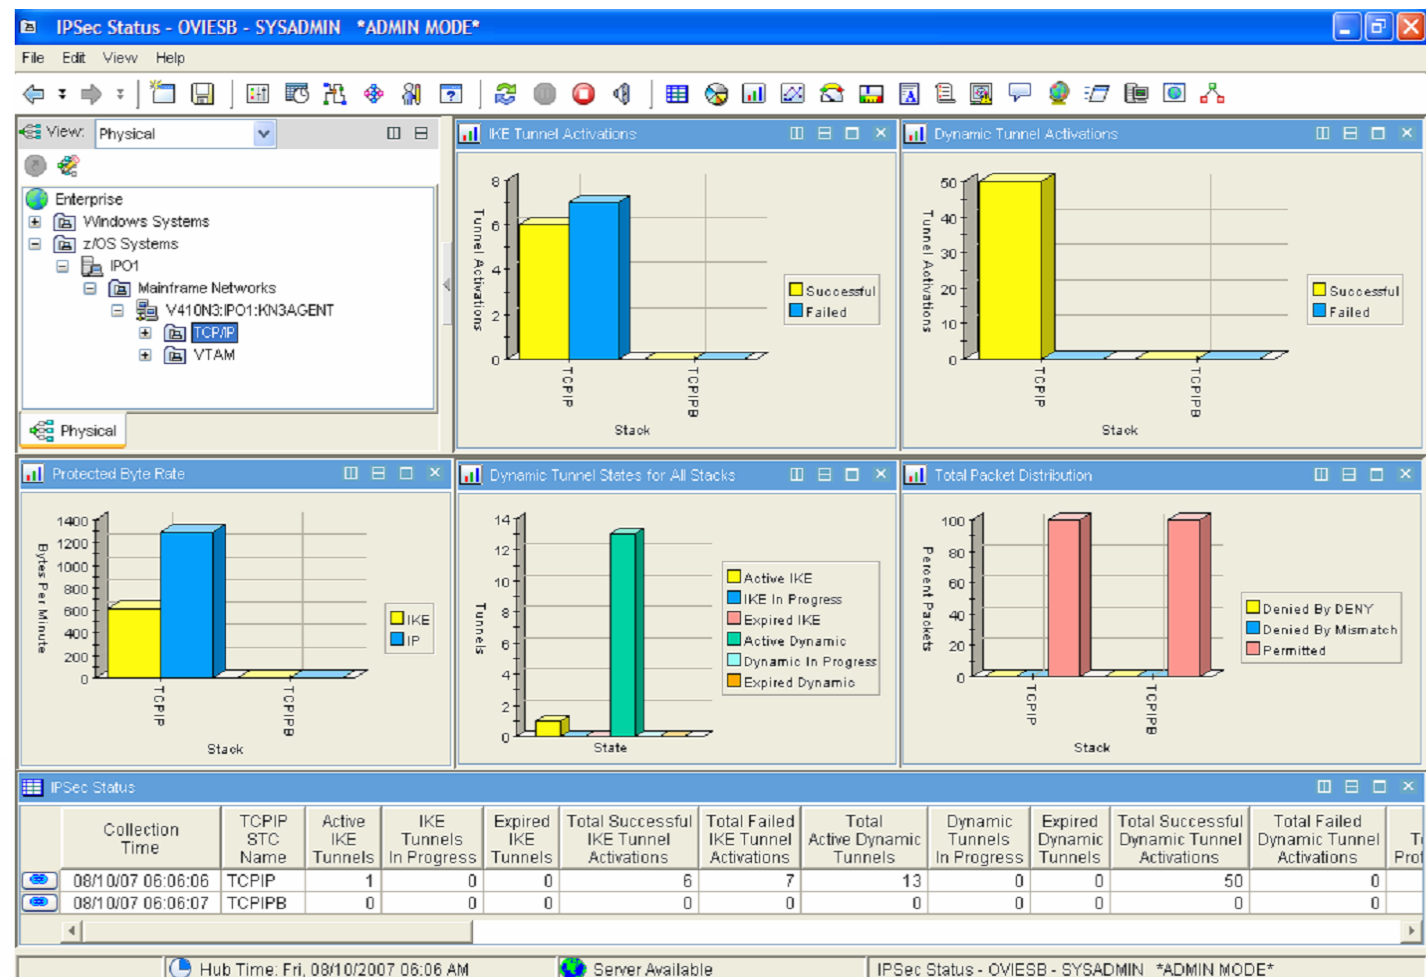 IPSec Status - OVIESB - SYSADMIN *ADMIN MODE*
File Edit View Help
View: Physical
Enterprise
Windows Systems
z/OS Systems
IPO1
Mainframe Networks
V410N3:IPO1:KN3AGENT
TCP/IP
VTAM
Physical
IKE Tunnel Activations
8
6
4
2
0
Tunnel Activations
TCPIP
TCPIPB
Stack
Successful
Failed
Dynamic Tunnel Activations
50
40
30
20
10
0
Tunnel Activations
TCPIP
TCPIPB
Stack
Successful
Failed
Protected Byte Rate
1400
1200
1000
800
600
400
200
0
Bytes Per Minute
TCPIP
TCPIPB
Stack
IKE
IP
Dynamic Tunnel States for All Stacks
14
12
10
8
6
4
2
0
Tunnels
State
Active IKE
IKE In Progress
Expired IKE
Active Dynamic
Dynamic In Progress
Expired Dynamic
Total Packet Distribution
100
80
60
40
20
0
Percent Packets
TCPIP
TCPIPB
Stack
Denied By DENY
Denied By Mismatch
Permitted
IPSec Status
Collection Time
TCPIP STC Name
Active IKE Tunnels
IKE Tunnels In Progress
Expired IKE Tunnels
Total Successful IKE Tunnel Activations
Total Failed IKE Tunnel Activations
Total Active Dynamic Tunnels
Dynamic Tunnels In Progress
Expired Dynamic Tunnels
Total Successful Dynamic Tunnel Activations
Total Failed Dynamic Tunnel Activations
08/10/07 06:06:06 TCPIP 1 0 0 6 7 13 0 0 50 0
08/10/07 06:06:07 TCPIPB 0 0 0 0 0 0 0 0 0 0
Hub Time: Fri, 08/10/2007 06:06 AM
Server Available
IPSec Status - OVIESB - SYSADMIN *ADMIN MODE*